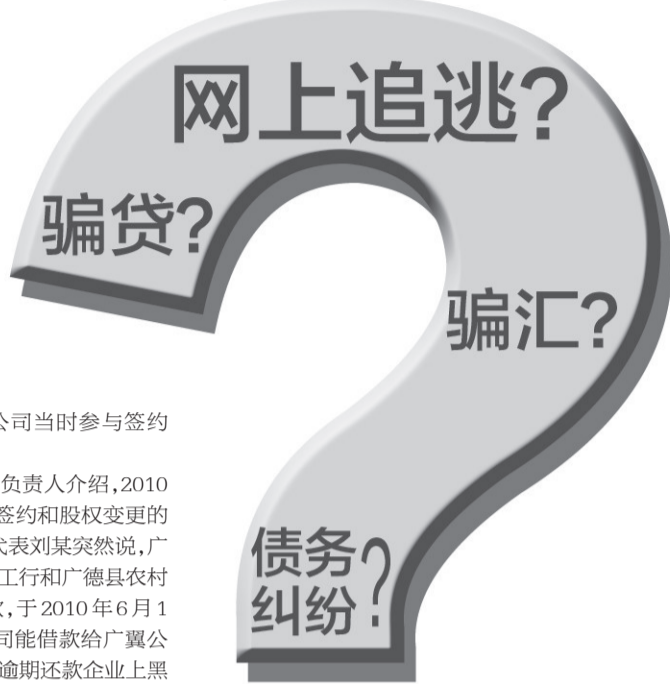 网上追逃?
骗贷?
骗汇?
债务
纠纷?
公司当时参与签约
负责人介绍,2010
签约和股权变更的
代表刘某突然说,广
工行和广德县农村
于2010年6月1
司能借款给广翼公
逾期还款企业上黑